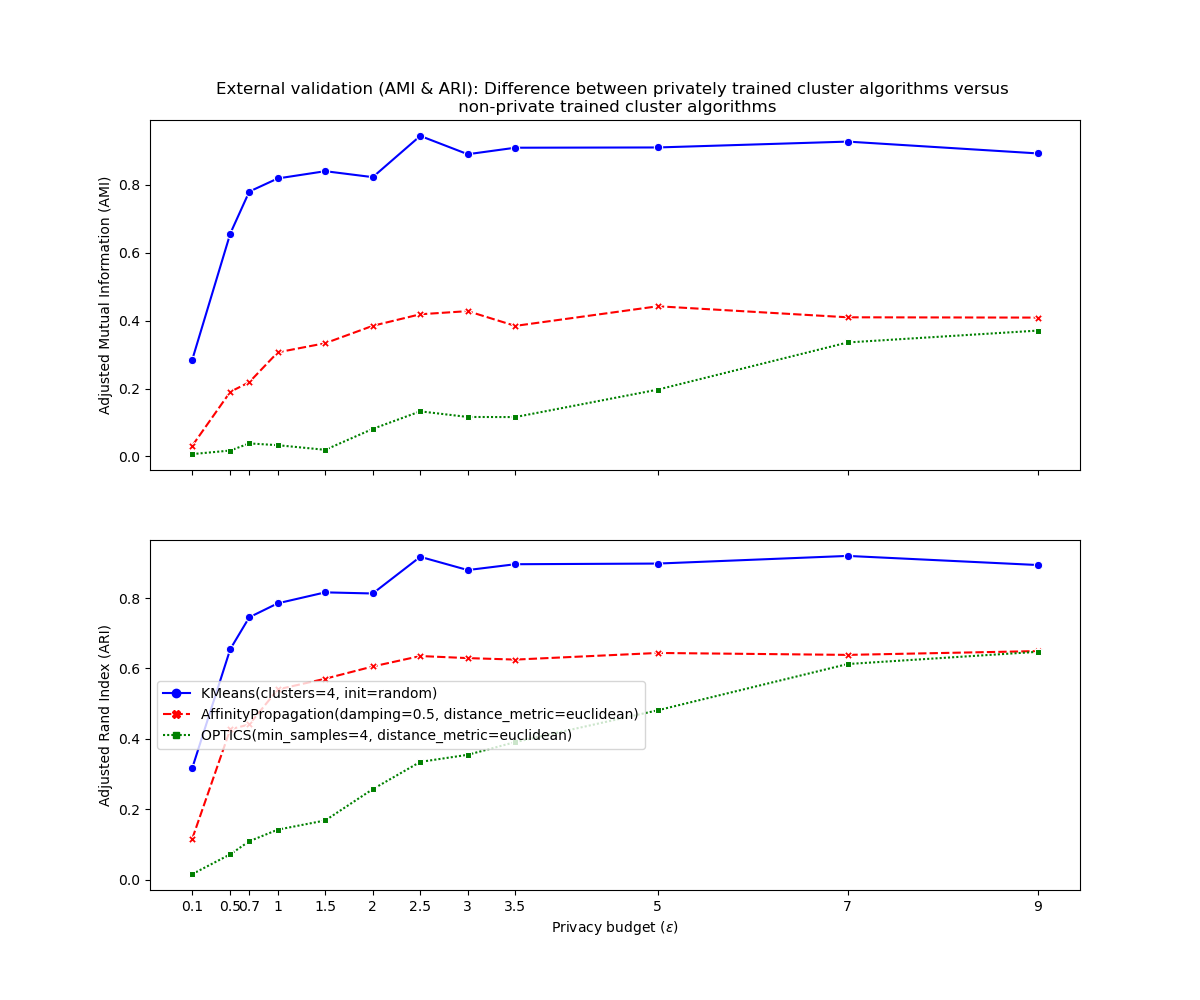 External validation (AMI & ARI): Difference between privately trained cluster algorithms versus
non-private trained cluster algorithms
Adjusted Mutual Information (AMI)
0.8
0.6
0.4
0.2
0.0
Adjusted Rand Index (ARI)
0.8
0.6
0.4
0.2
0.0
KMeans(clusters=4, init=random)
AffinityPropagation(damping=0.5, distance_metric=euclidean)
OPTICS(min_samples=4, distance_metric=euclidean)
0.1 0.5 0.7 1 1.5 2 2.5 3 3.5 5 7 9
Privacy budget (ε)